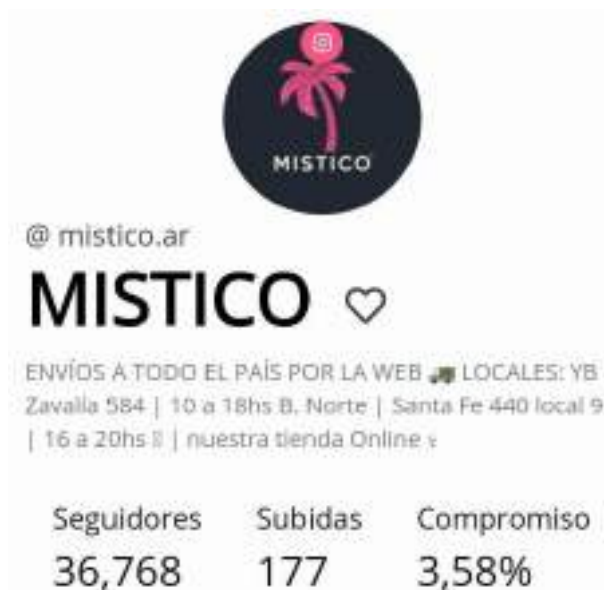 MISTICO
@ mistico.ar
MISTICO
ENVÍOS A TODO EL PAÍS POR LA WEB 🚚 LOCALES: YB
Zavalía 584 | 10 a 18hs B. Norte | Santa Fe 440 local 9
| 16 a 20hs | nuestra tienda Online
Seguidores Subidas Compromiso
36,768 177 3,58%